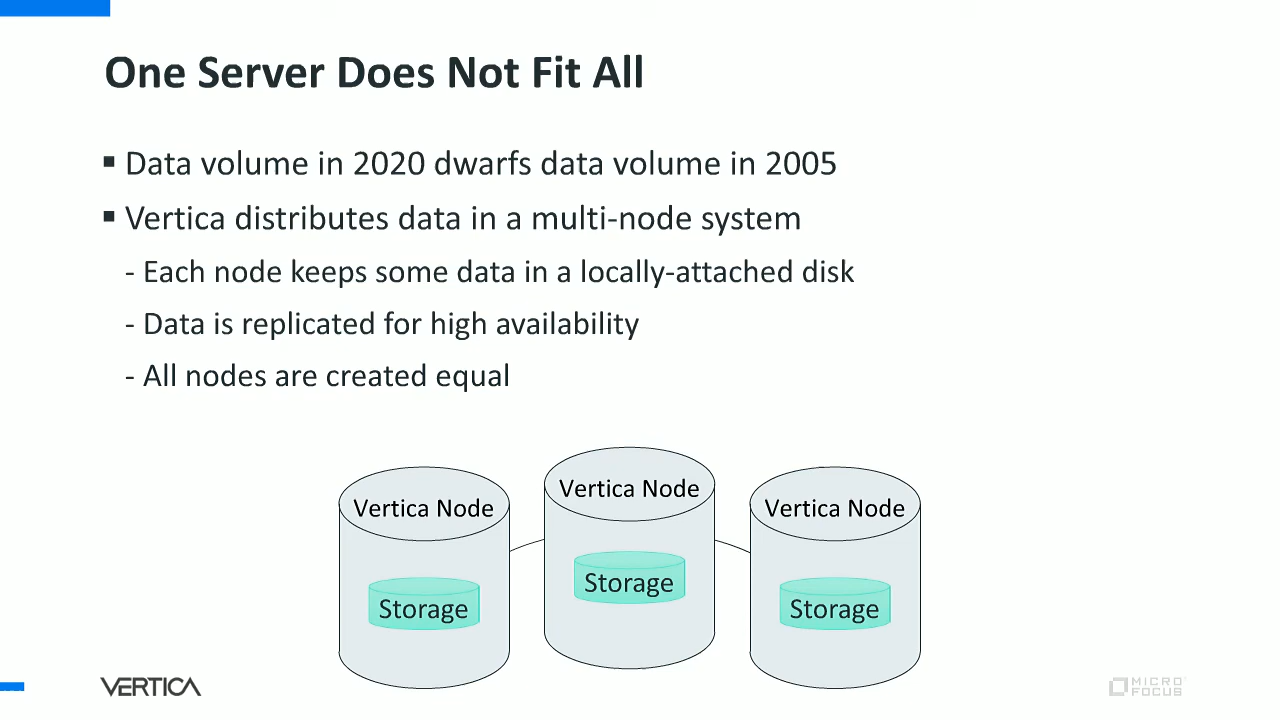 One Server Does Not Fit All
▪ Data volume in 2020 dwarfs data volume in 2005
▪ Vertica distributes data in a multi-node system
- Each node keeps some data in a locally-attached disk
- Data is replicated for high availability
- All nodes are created equal
Vertica Node
Storage
Vertica Node
Storage
Vertica Node
Storage
VERTICA
MICRO
FOCUS